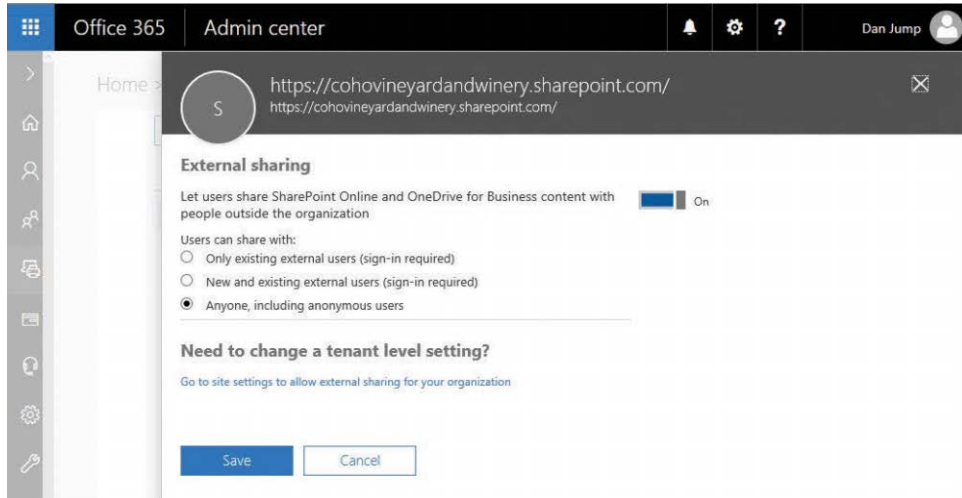 Office 365 Admin center ? Dan Jump
Home >
S
https://cohovineyardandwinery.sharepoint.com/
https://cohovineyardandwinery.sharepoint.com/
External sharing
Let users share SharePoint Online and OneDrive for Business content with
people outside the organization
On
Users can share with:
Only existing external users (sign-in required)
New and existing external users (sign-in required)
Anyone, including anonymous users
Need to change a tenant level setting?
Go to site settings to allow external sharing for your organization
Save Cancel